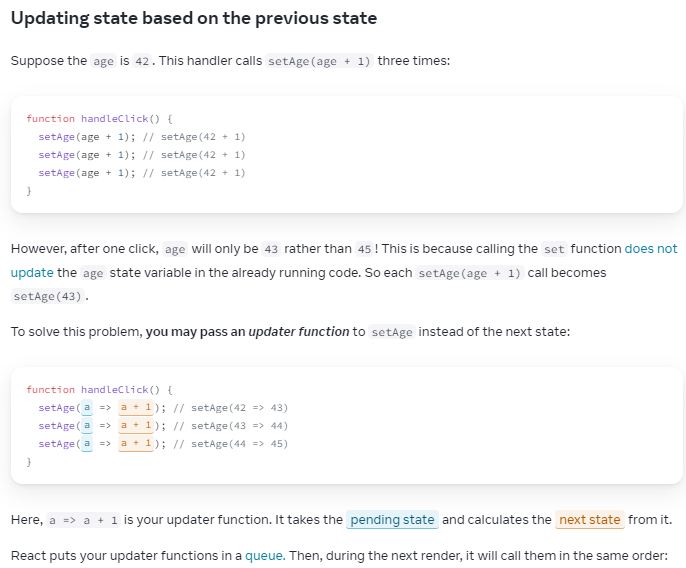 Updating state based on the previous state
Suppose the age is 42. This handler calls setAge(age + 1) three times:
function handleClick() {
  setAge(age + 1); // setAge(42 + 1)
  setAge(age + 1); // setAge(42 + 1)
  setAge(age + 1); // setAge(42 + 1)
}
However, after one click, age will only be 43 rather than 45! This is because calling the set function does not
update the age state variable in the already running code. So each setAge(age + 1) call becomes
setAge(43).
To solve this problem, you may pass an updater function to setAge instead of the next state:
function handleClick() {
  setAge(a => a + 1); // setAge(42 => 43)
  setAge(a => a + 1); // setAge(43 => 44)
  setAge(a => a + 1); // setAge(44 => 45)
}
Here, a => a + 1 is your updater function. It takes the pending state and calculates the next state from it.
React puts your updater functions in a queue. Then, during the next render, it will call them in the same order: